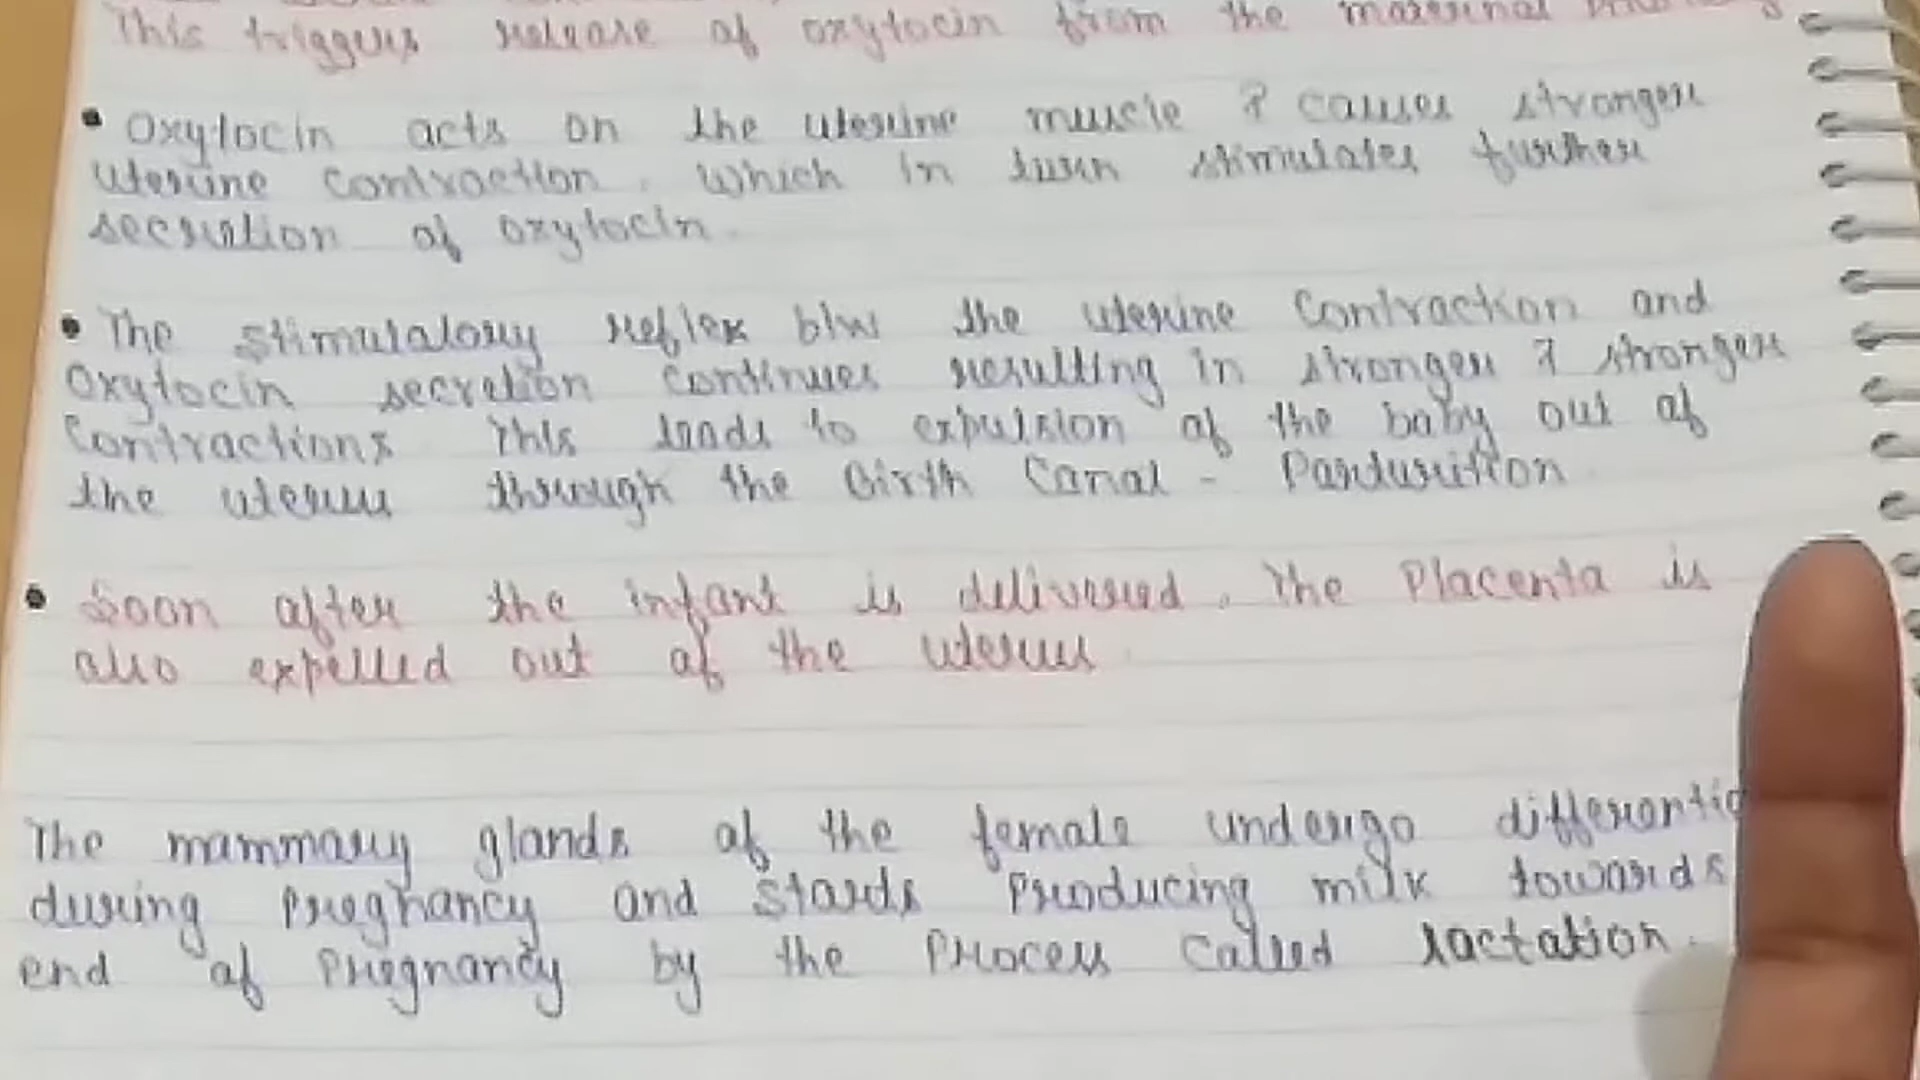 This triggers release of oxytocin from the maternal
• Oxytocin acts on the uterine muscle & causes stronger
uterine contraction, which in turn stimulates further
secretion of oxytocin.
• The stimulatory reflex b/w the uterine contraction and
oxytocin secretion continues resulting in stronger & stronger
contractions. This leads to expulsion of the baby out of
the uterus through the birth canal - Parturition.
• Soon after the infant is delivered, the Placenta is
also expelled out of the uterus.
The mammary glands of the female undergo differentia
during pregnancy and starts producing milk towards
end of pregnancy by the process called lactation.